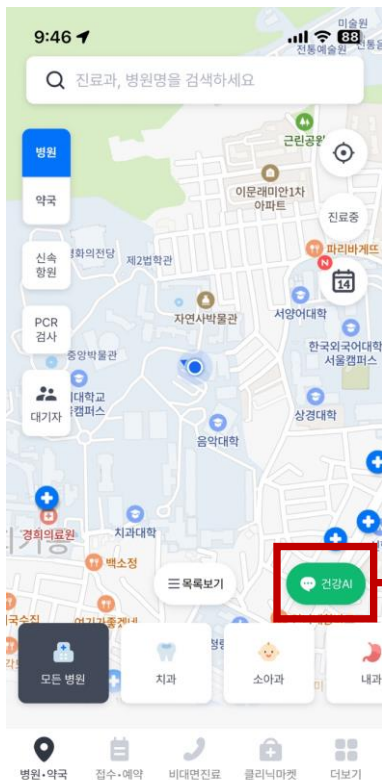 미술원
9:46
88
전통예술원
진료과, 병원명을 검색하세요
근린공원
병원
이문래미안1차
아파트
약국
진료중
파리바게뜨
신속
항원
제2법학관
N
14
자연사박물관
서양어대학
PCR
검사
한국외국어대학
서울캠퍼스
중앙박물관
대기자
캠퍼스
상경대학
음악대학
경희의료원
치과대학
백소정
목록보기
건강AI
모든 병원
치과
소아과
내과
병원•약국
접수•예약
비대면진료
클리닉마켓
더보기